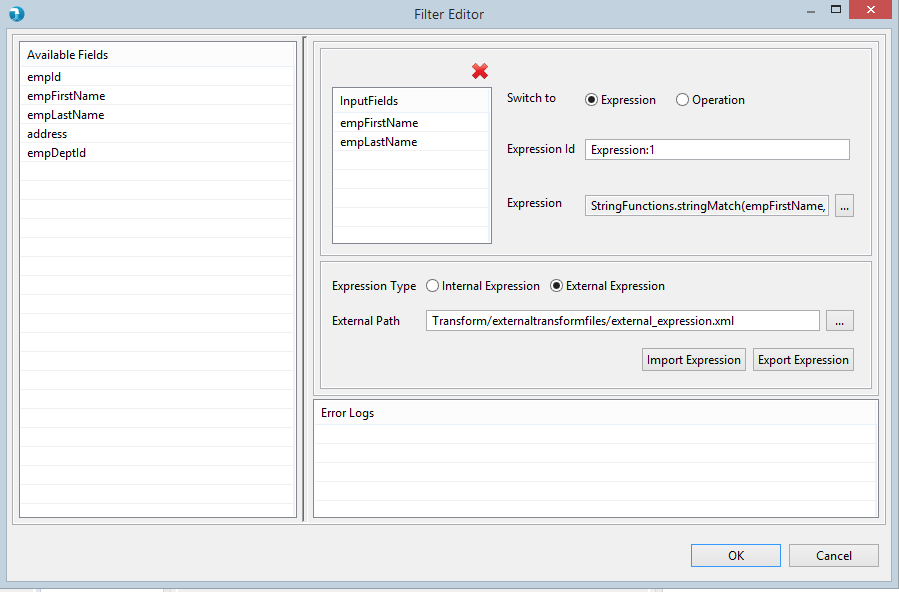 Filter Editor
Available Fields
empId
empFirstName
empLastName
address
empDeptId
InputFields
empFirstName
empLastName
Switch to Expression Operation
Expression Id Expression:1
Expression StringFunctions.stringMatch(empFirstName, ...
Expression Type Internal Expression External Expression
External Path Transform/externaltransformfiles/external_expression.xml ...
Import Expression Export Expression
Error Logs
OK Cancel